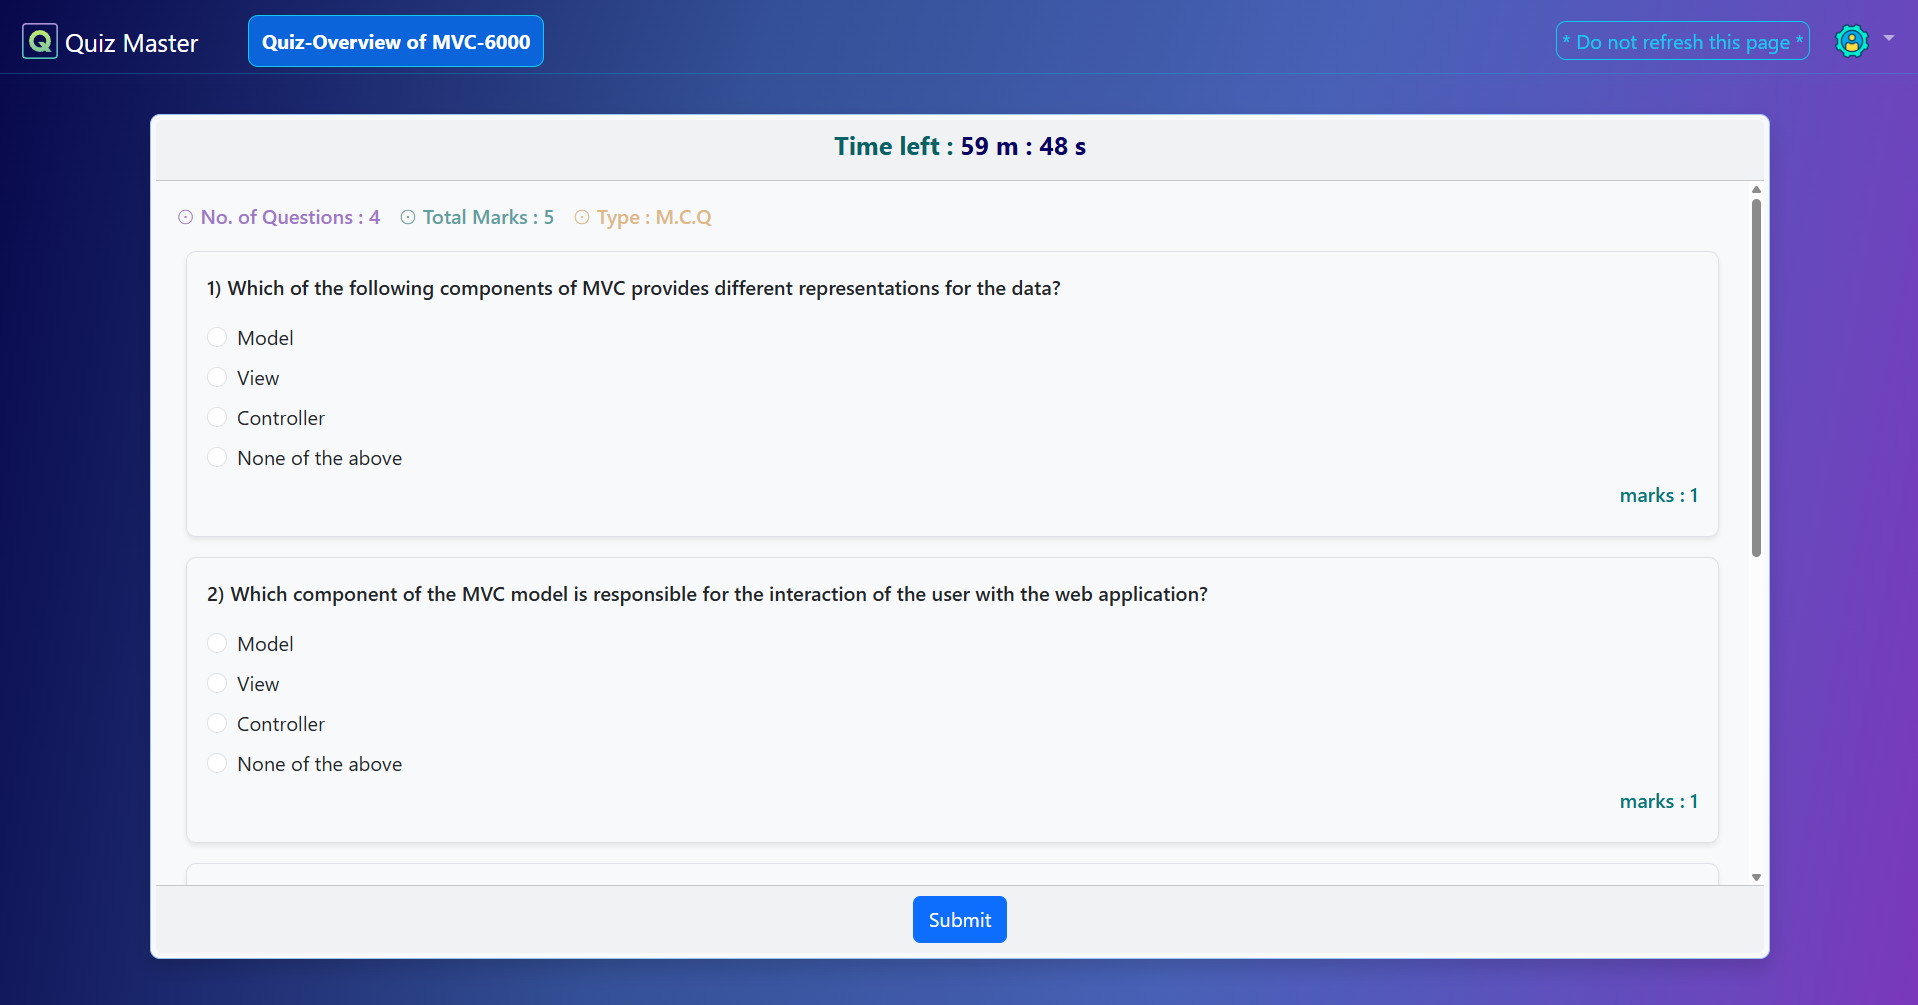 Quiz Master
Quiz-Overview of MVC-6000
* Do not refresh this page *
Time left : 59 m : 48 s
No. of Questions : 4 Total Marks : 5 Type : M.C.Q
1) Which of the following components of MVC provides different representations for the data?
Model
View
Controller
None of the above
marks : 1
2) Which component of the MVC model is responsible for the interaction of the user with the web application?
Model
View
Controller
None of the above
marks : 1
Submit